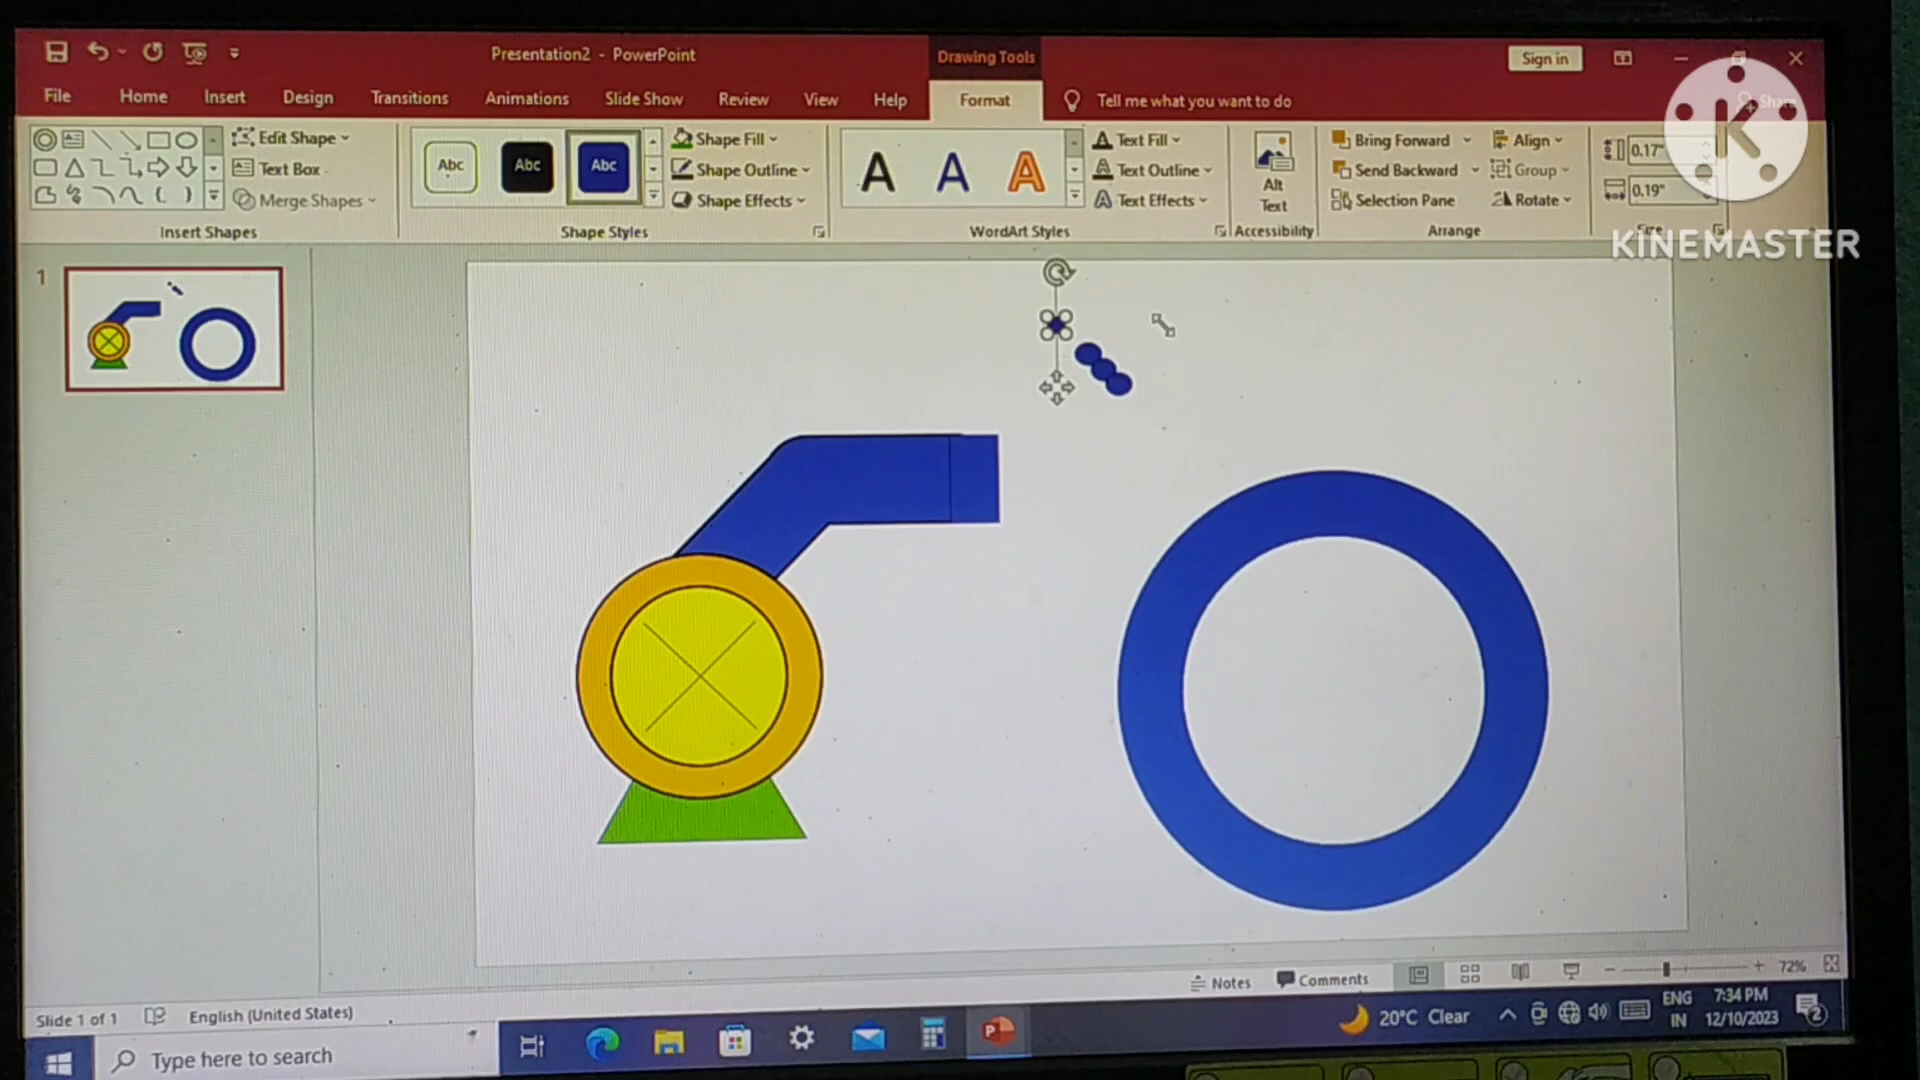 Presentation2 - PowerPoint
Drawing Tools
Sign in
File Home Insert Design Transitions Animations Slide Show Review View Help Format Tell me what you want to do Share
Edit Shape
Text Box
Merge Shapes
Insert Shapes
Abc Abc Abc
Shape Fill
Shape Outline
Shape Effects
Shape Styles
A A A
Text Fill
Text Outline
Text Effects
WordArt Styles
Alt
Text
Accessibility
Bring Forward
Send Backward
Selection Pane
Align
Group
Rotate
Arrange
0.17"
0.19"
Size
K
KINEMASTER
1
Notes Comments 72%
Slide 1 of 1 English (United States)
Type here to search
20°C Clear
ENG
IN
7:34 PM
12/10/2023
2